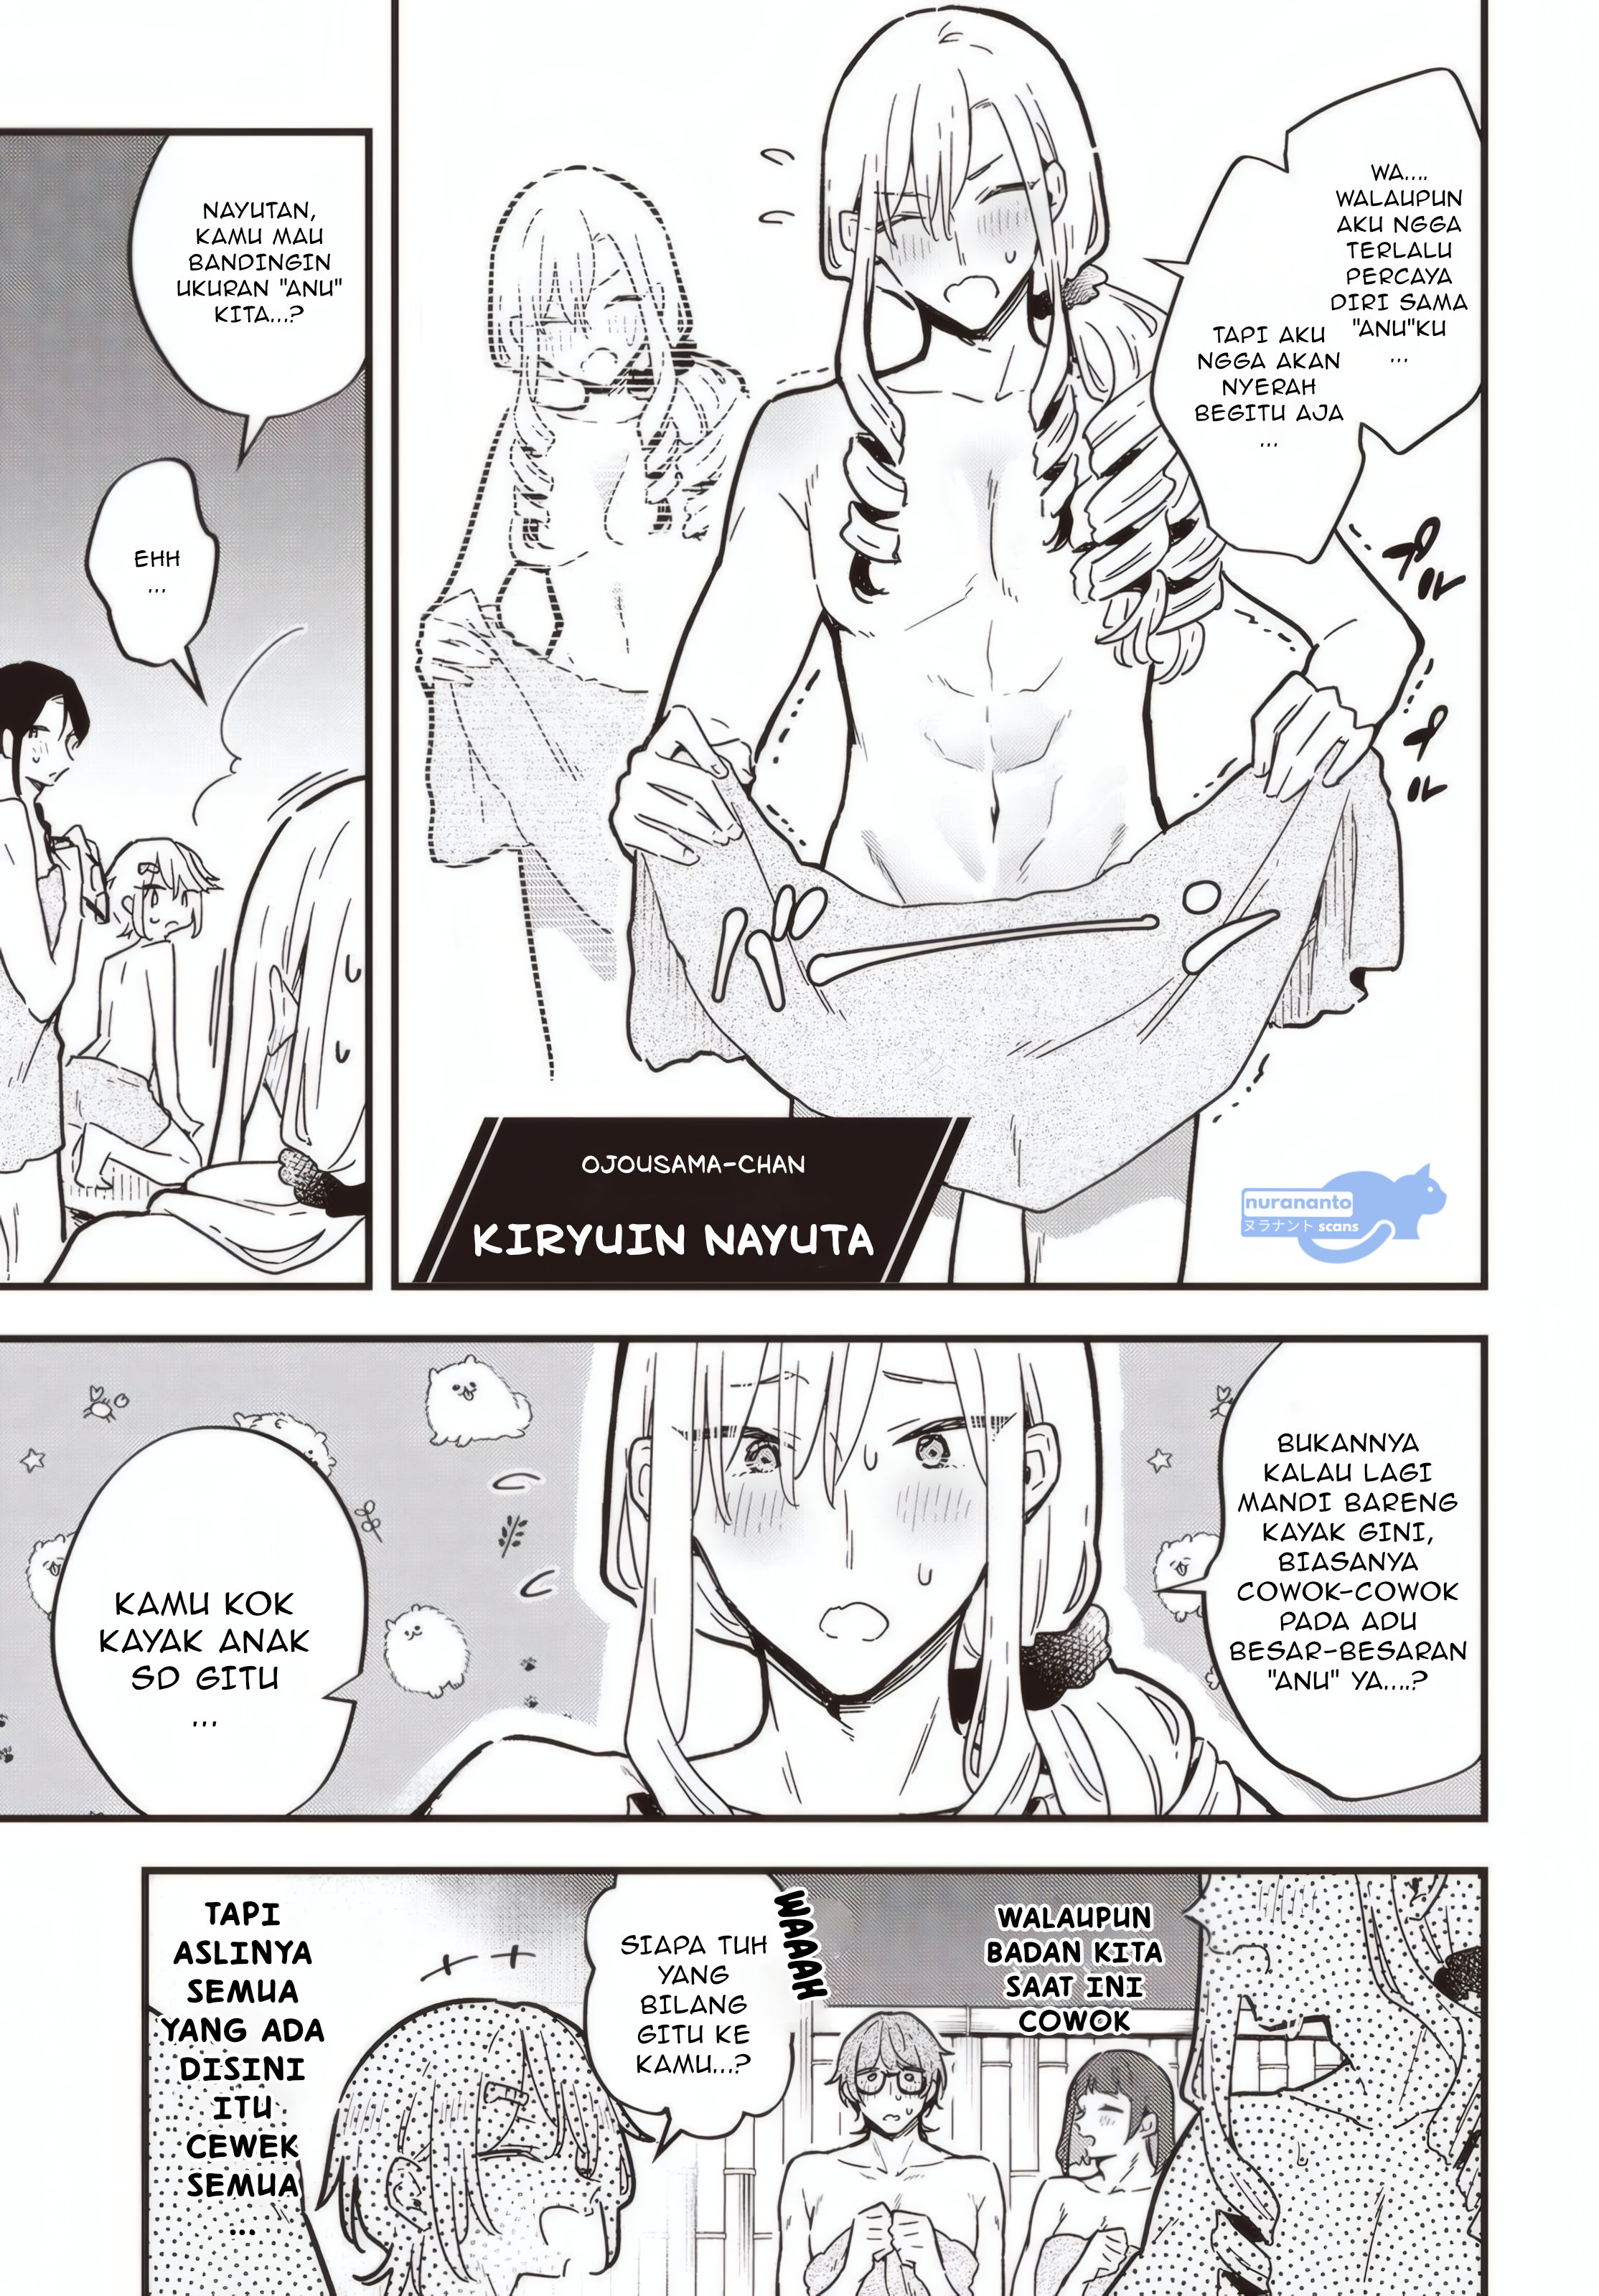 WA....
WALAUPUN
AKU NGGA
TERLALU
PERCAYA
DIRI SAMA
"ANU"KU
...
TAPI AKU
NGGA AKAN
NYERAH
BEGITU AJA
...
プル
プル
OJOUSAMA-CHAN
KIRYUIN NAYUTA
nurananto
ヌラナント scans
NAYUTAN,
KAMU MAU
BANDINGIN
UKURAN "ANU"
KITA...?
EHH
...
BUKANNYA
KALAU LAGI
MANDI BARENG
KAYAK GINI,
BIASANYA
COWOK-COWOK
PADA ADU
BESAR-BESARAN
"ANU" YA....?
KAMU KOK
KAYAK ANAK
SD GITU
...
WALAUPUN
BADAN KITA
SAAT INI
COWOK
WAAAH
SIAPA TUH
YANG
BILANG
GITU KE
KAMU...?
TAPI
ASLINYA
SEMUA
YANG ADA
DISINI
ITU
CEWEK
SEMUA
...